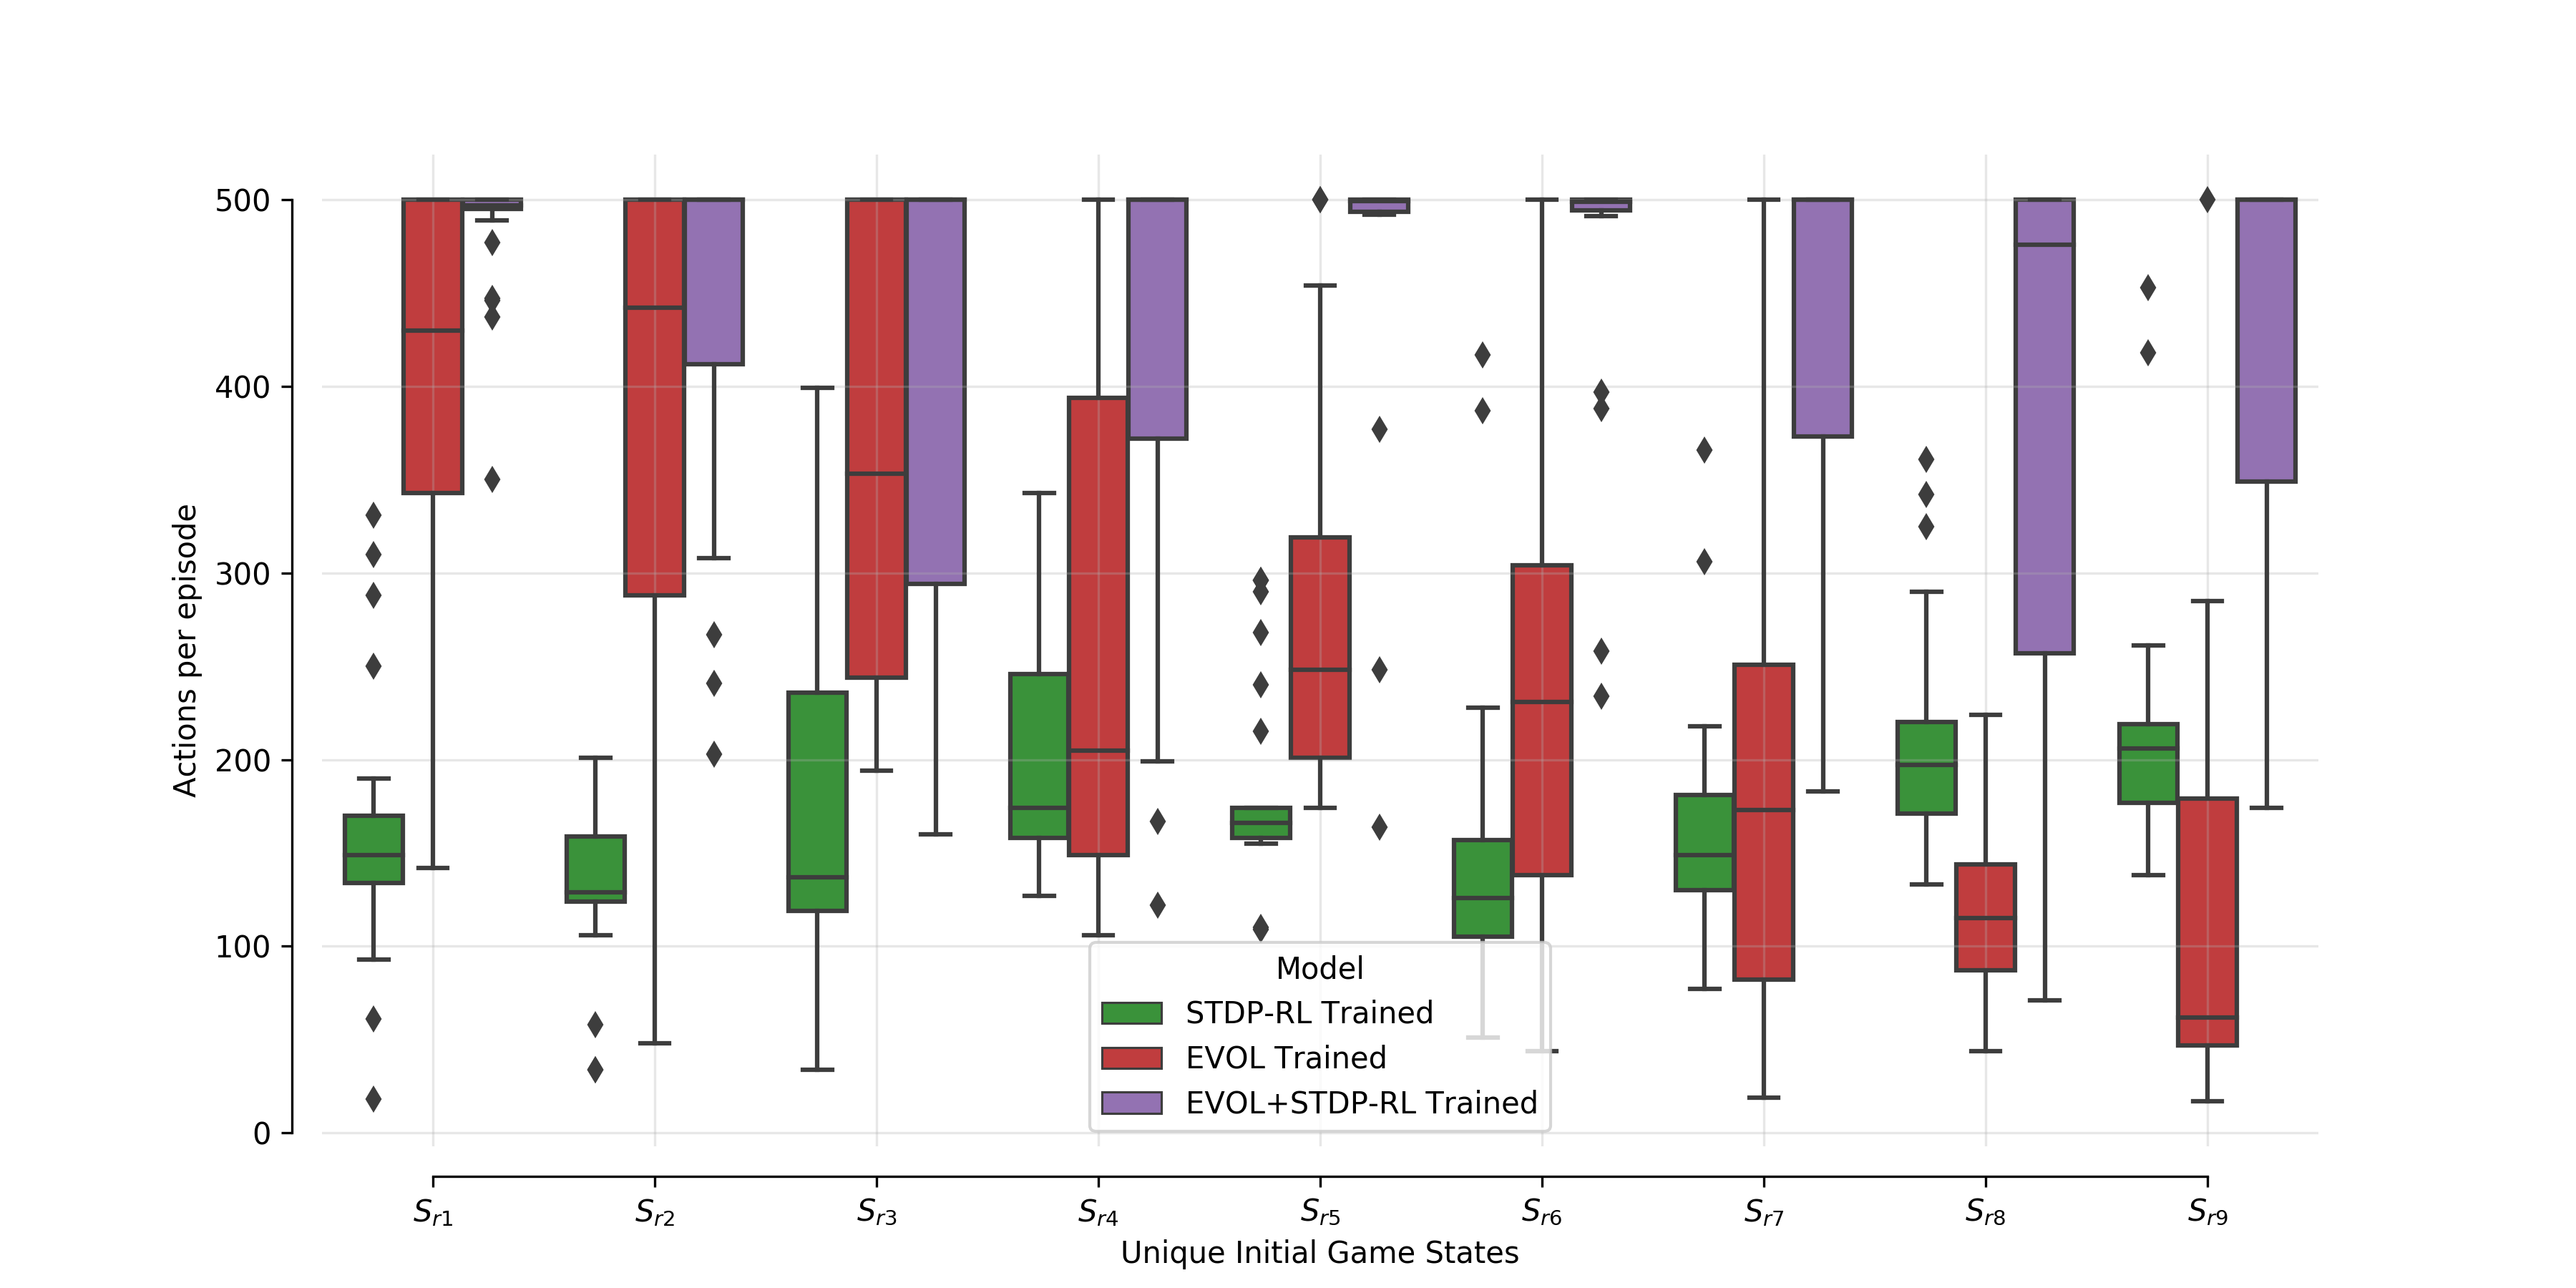 500
400
300
200
100
0
Actions per episode
Model
STDP-RL Trained
EVOL Trained
EVOL+STDP-RL Trained
Sr1 Sr2 Sr3 Sr4 Sr5 Sr6 Sr7 Sr8 Sr9
Unique Initial Game States